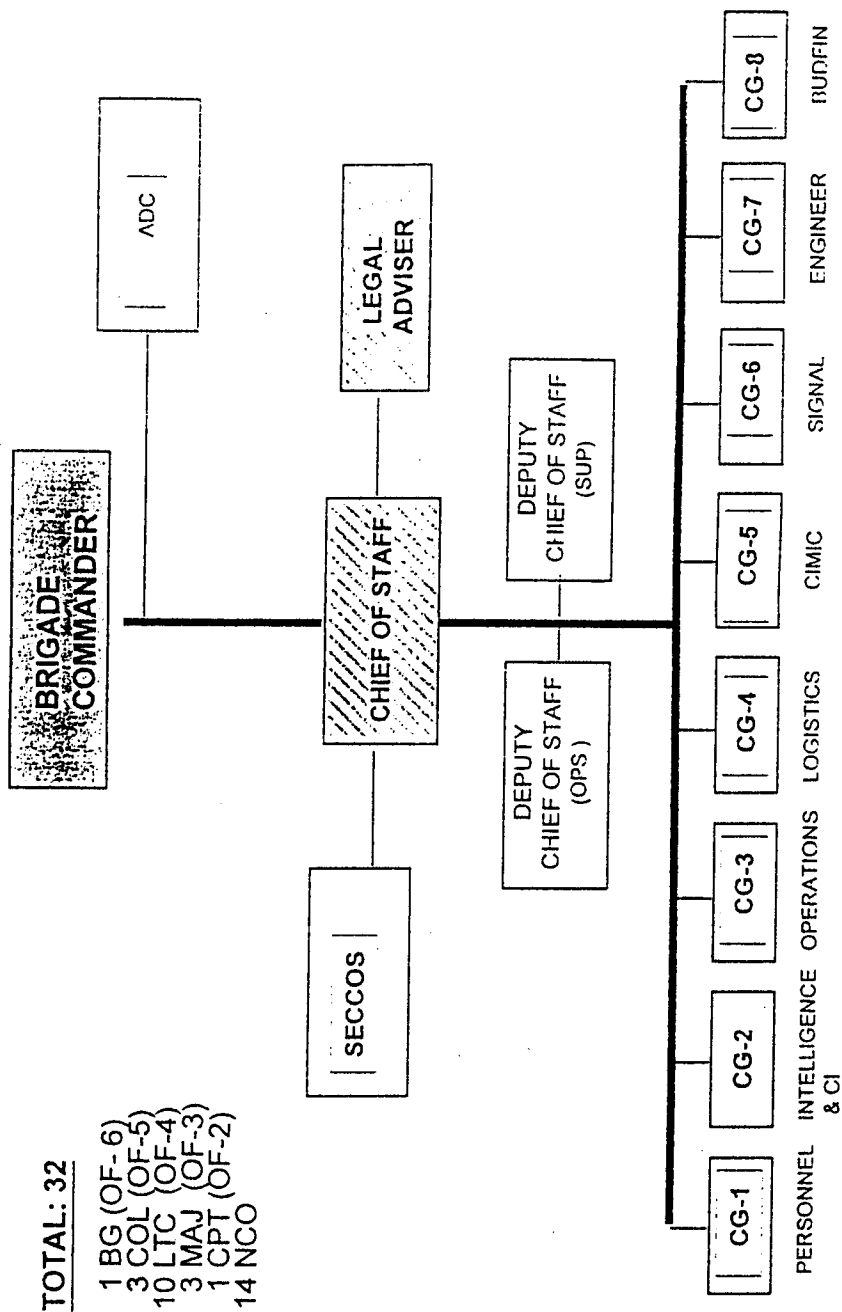 TOTAL: 32
1 BG (OF- 6)
3 COL (OF-5)
10 LTC (OF-4)
3 MAJ (OF-3)
1 CPT (OF-2)
14 NCO
BRIGADE
COMMANDER
ADC
SECCOS
CHIEF OF STAFF
LEGAL
ADVISER
DEPUTY
CHIEF OF STAFF
(OPS )
DEPUTY
CHIEF OF STAFF
(SUP)
CG-1
CG-2
CG-3
CG-4
CG-5
CG-6
CG-7
CG-8
PERSONNEL
INTELLIGENCE
& CI
OPERATIONS
LOGISTICS
CIMIC
SIGNAL
ENGINEER
BUDFIN